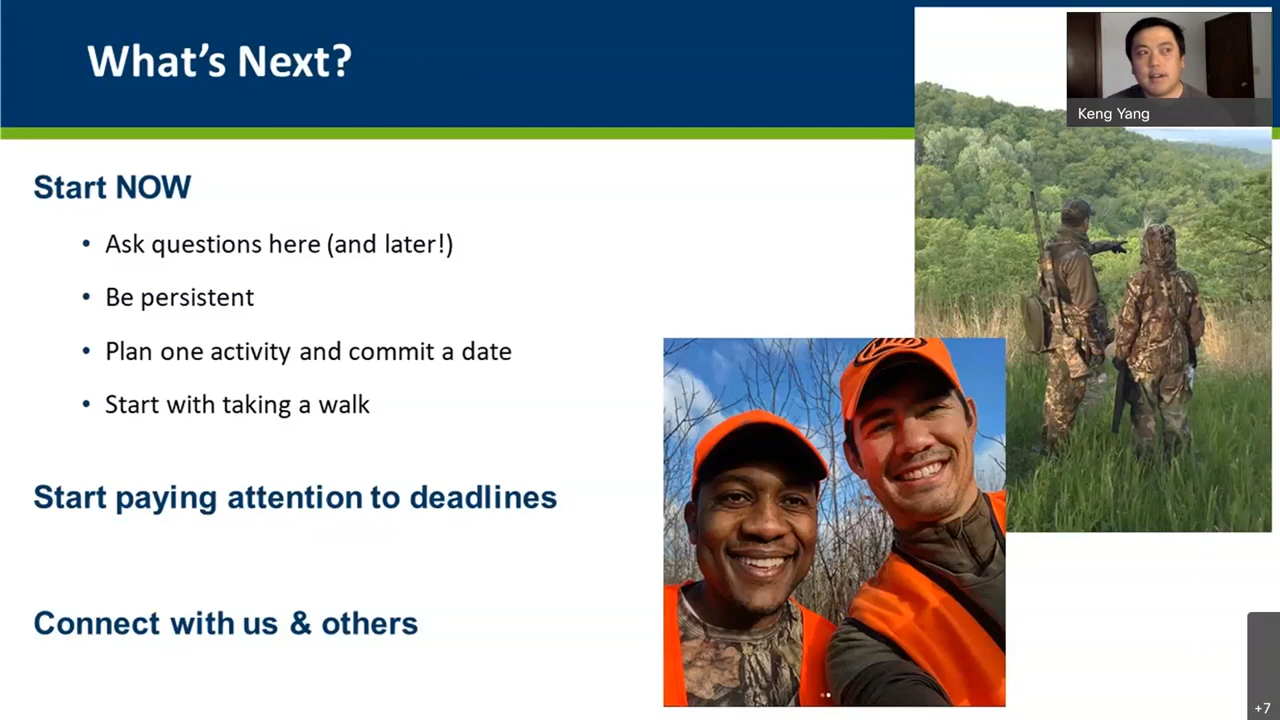 What's Next?
Keng Yang
Start NOW
• Ask questions here (and later!)
• Be persistent
• Plan one activity and commit a date
• Start with taking a walk
Start paying attention to deadlines
Connect with us & others
+7